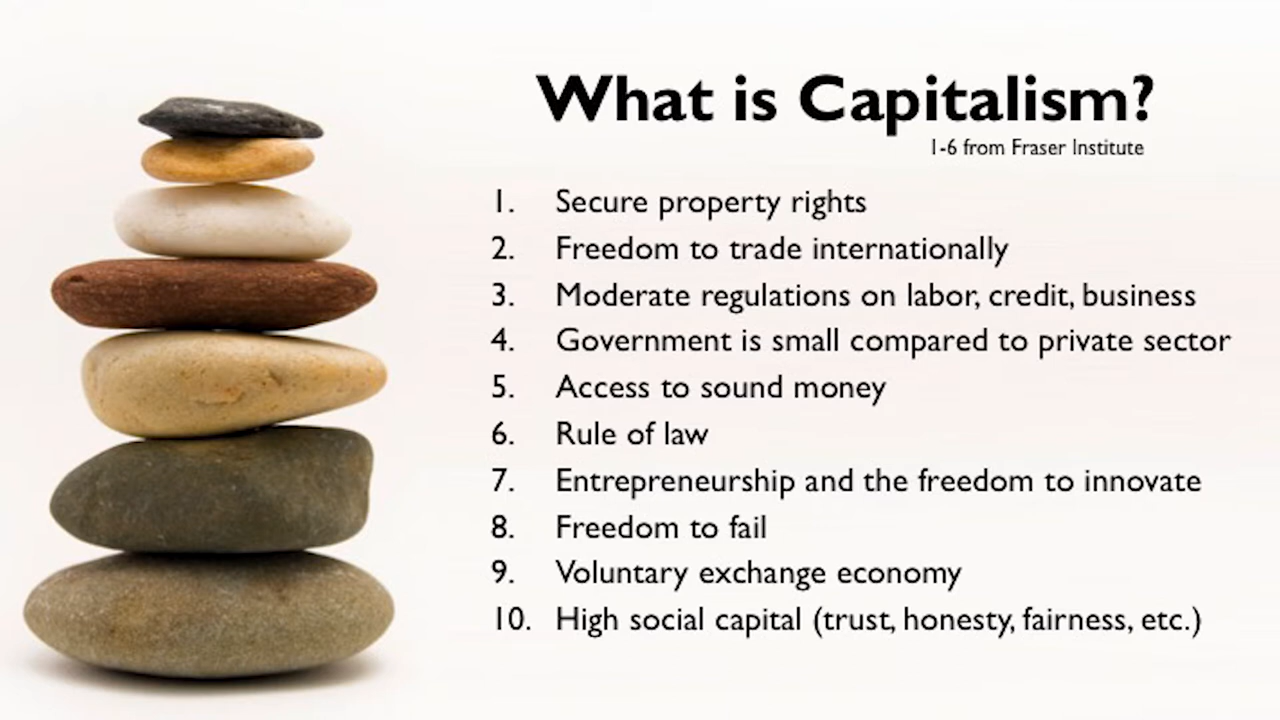 What is Capitalism?
1-6 from Fraser Institute
1. Secure property rights
2. Freedom to trade internationally
3. Moderate regulations on labor, credit, business
4. Government is small compared to private sector
5. Access to sound money
6. Rule of law
7. Entrepreneurship and the freedom to innovate
8. Freedom to fail
9. Voluntary exchange economy
10. High social capital (trust, honesty, fairness, etc.)